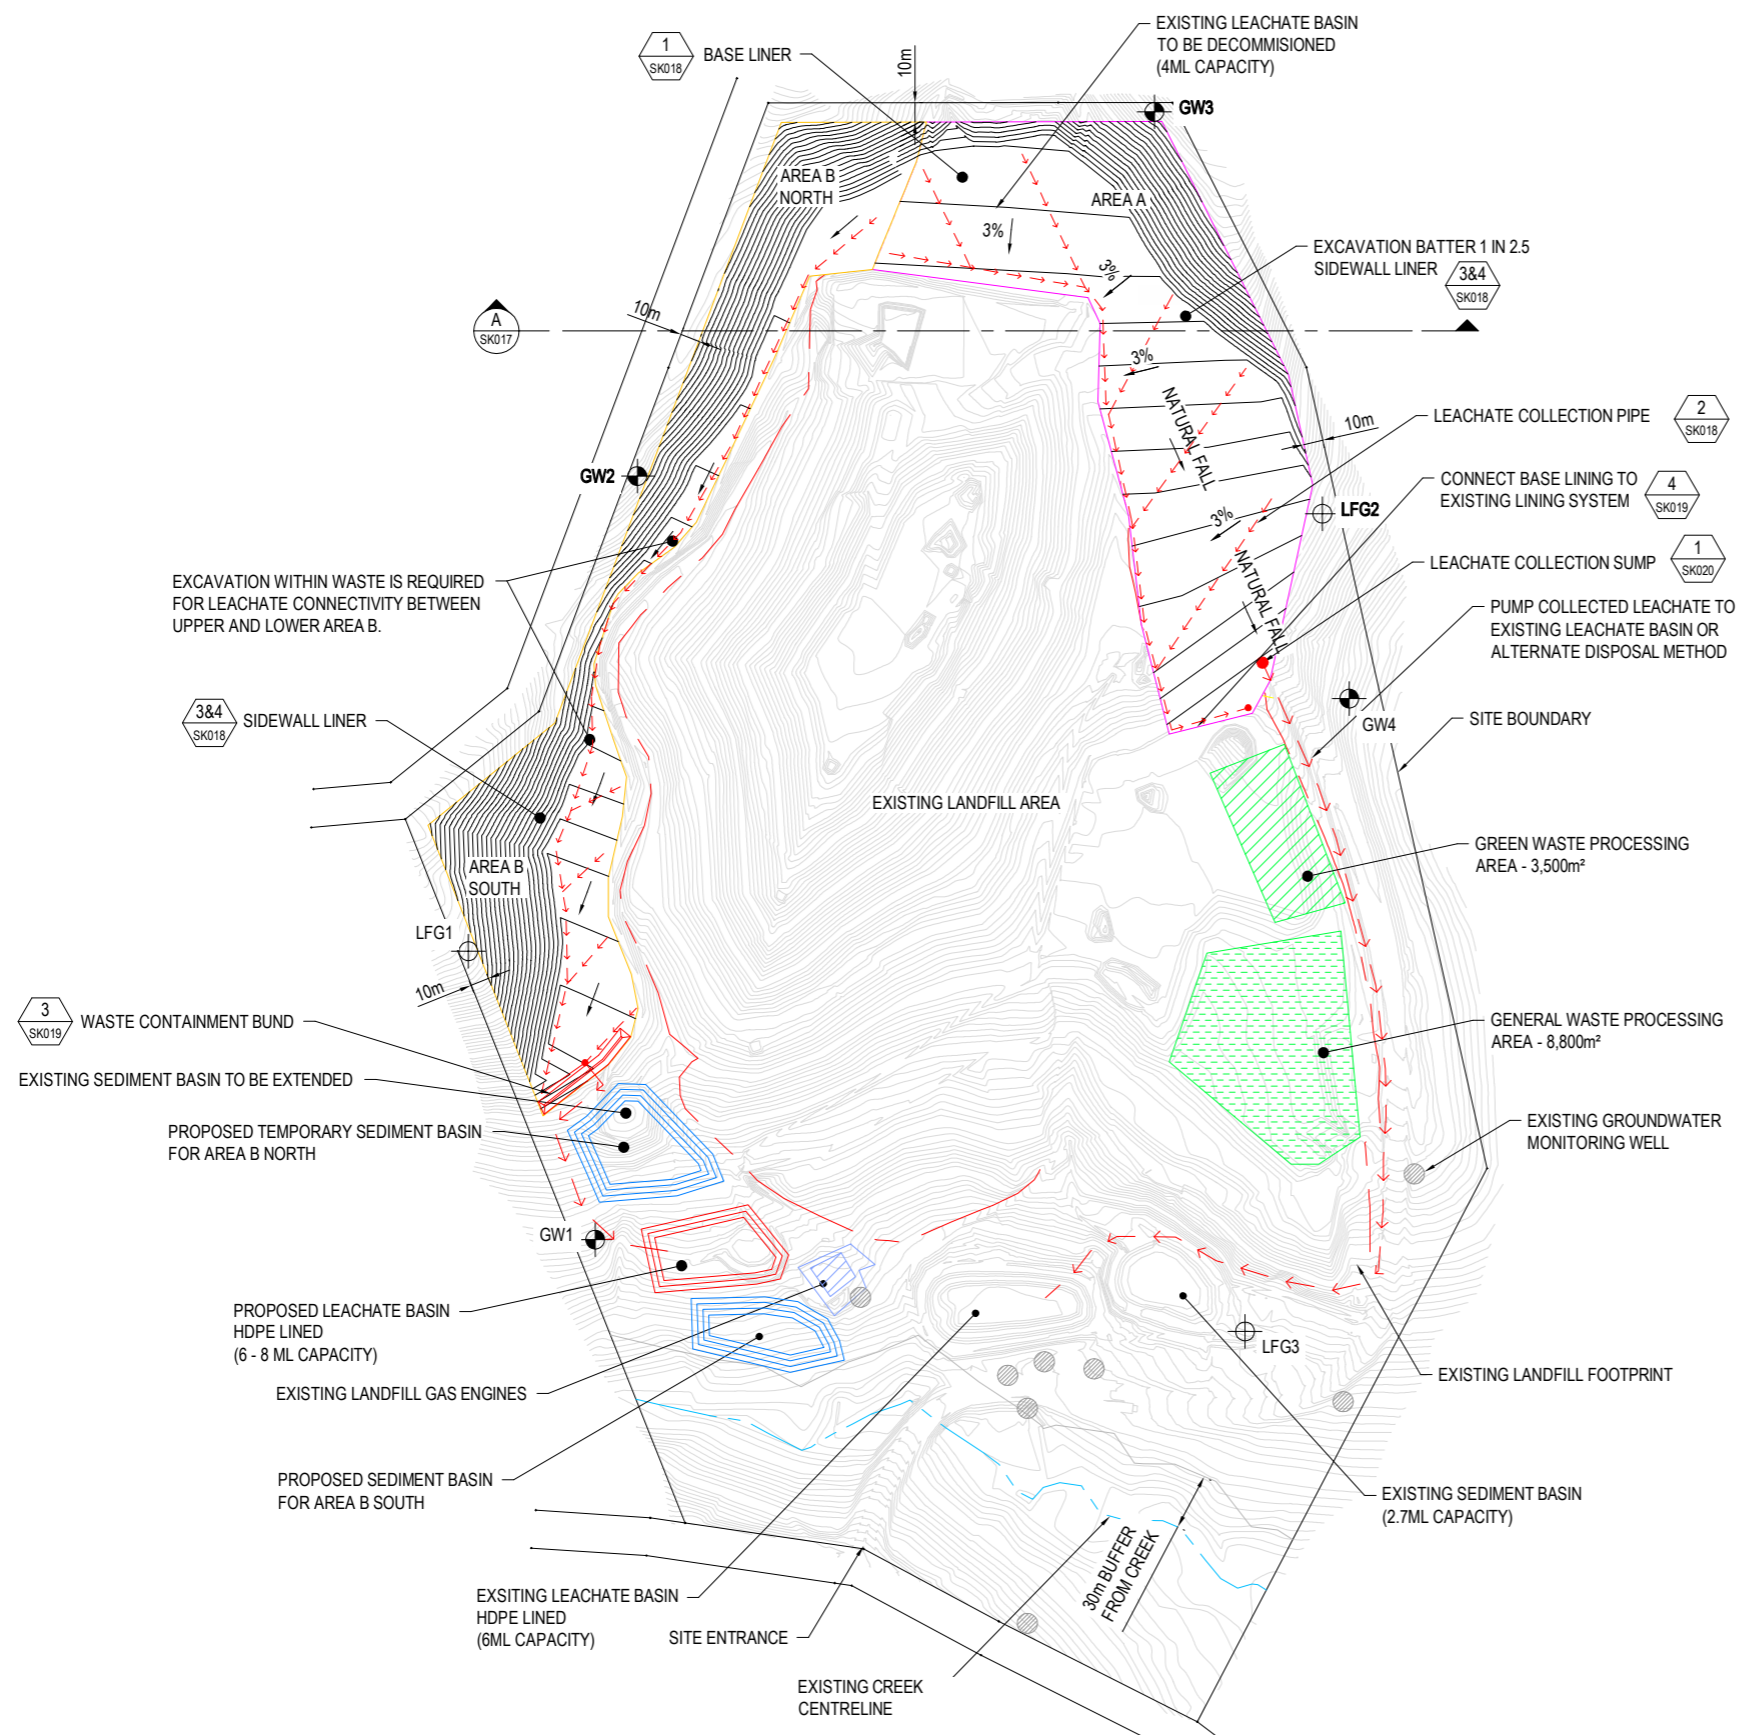 EXISTING LEACHATE BASIN
TO BE DECOMMISIONED
(4ML CAPACITY)
1
SK018
BASE LINER
10m
GW3
AREA B
NORTH
AREA A
3%
EXCAVATION BATTER 1 IN 2.5
SIDEWALL LINER
3&4
SK018
3%
10m
A
SK017
3%
NATURAL FALL
LEACHATE COLLECTION PIPE
2
SK018
10m
GW2
CONNECT BASE LINING TO
EXISTING LINING SYSTEM
4
SK019
LFG2
3%
NATURAL FALL
LEACHATE COLLECTION SUMP
1
SK020
EXCAVATION WITHIN WASTE IS REQUIRED
FOR LEACHATE CONNECTIVITY BETWEEN
UPPER AND LOWER AREA B.
PUMP COLLECTED LEACHATE TO
EXISTING LEACHATE BASIN OR
ALTERNATE DISPOSAL METHOD
3&4
SK018
SIDEWALL LINER
GW4
SITE BOUNDARY
EXISTING LANDFILL AREA
GREEN WASTE PROCESSING
AREA - 3,500m²
AREA B
SOUTH
LFG1
10m
3
SK019
WASTE CONTAINMENT BUND
GENERAL WASTE PROCESSING
AREA - 8,800m²
EXISTING SEDIMENT BASIN TO BE EXTENDED
PROPOSED TEMPORARY SEDIMENT BASIN
FOR AREA B NORTH
EXISTING GROUNDWATER
MONITORING WELL
GW1
PROPOSED LEACHATE BASIN
HDPE LINED
(6 - 8 ML CAPACITY)
LFG3
EXISTING LANDFILL FOOTPRINT
EXISTING LANDFILL GAS ENGINES
PROPOSED SEDIMENT BASIN
FOR AREA B SOUTH
EXISTING SEDIMENT BASIN
(2.7ML CAPACITY)
30m BUFFER
FROM CREEK
EXSITING LEACHATE BASIN
HDPE LINED
(6ML CAPACITY)
SITE ENTRANCE
EXISTING CREEK
CENTRELINE